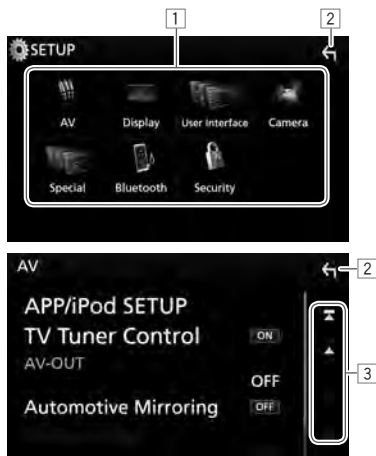 1 2
SETUP
AV Display User Interface Camera
Special Bluetooth Security
AV
2
APP/iPod SETUP
TV Tuner Control ON
AV-OUT
OFF
3
Automotive Mirroring OFF